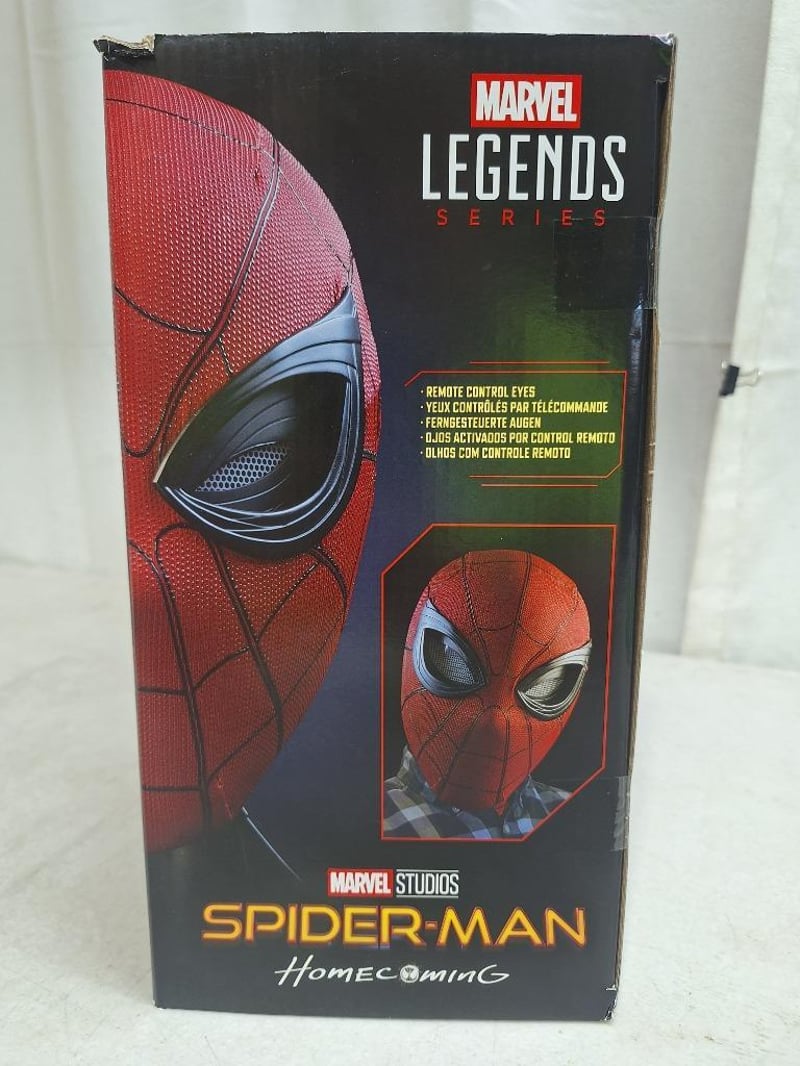 MARVEL
LEGENDS
SERIES
· REMOTE CONTROL EYES
· YEUX CONTRÔLÉS PAR TÉLÉCOMMANDE
· FERNGESTEUERTE AUGEN
· OJOS ACTIVADOS POR CONTROL REMOTO
· OLHOS COM CONTROLE REMOTO
MARVEL STUDIOS
SPIDER-MAN
HOMECOMING